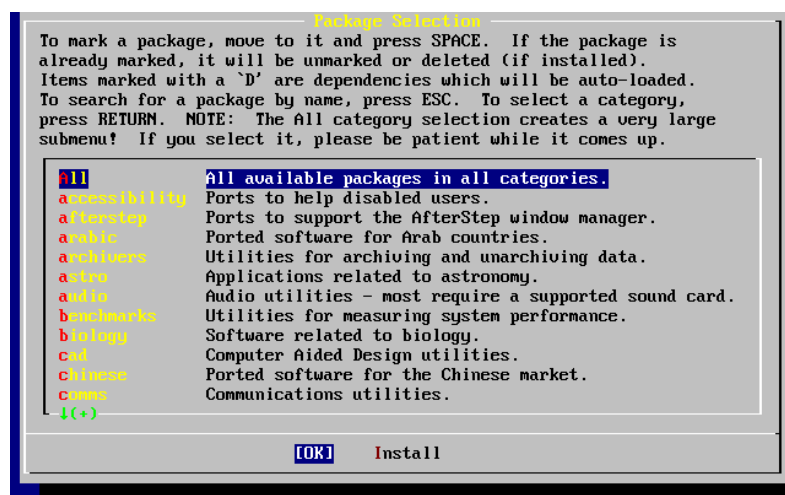 Package Selection
To mark a package, move to it and press SPACE.  If the package is
already marked, it will be unmarked or deleted (if installed).
Items marked with a `D' are dependencies which will be auto-loaded.
To search for a package by name, press ESC.  To select a category,
press RETURN.  NOTE:  The All category selection creates a very large
submenu!  If you select it, please be patient while it comes up.
All All available packages in all categories.
accessibility Ports to help disabled users.
afterstep Ports to support the AfterStep window manager.
arabic Ported software for Arab countries.
archivers Utilities for archiving and unarchiving data.
astro Applications related to astronomy.
audio Audio utilities - most require a supported sound card.
benchmarks Utilities for measuring system performance.
biology Software related to biology.
cad Computer Aided Design utilities.
chinese Ported software for the Chinese market.
comms Communications utilities.
↓(+)
[OK] Install